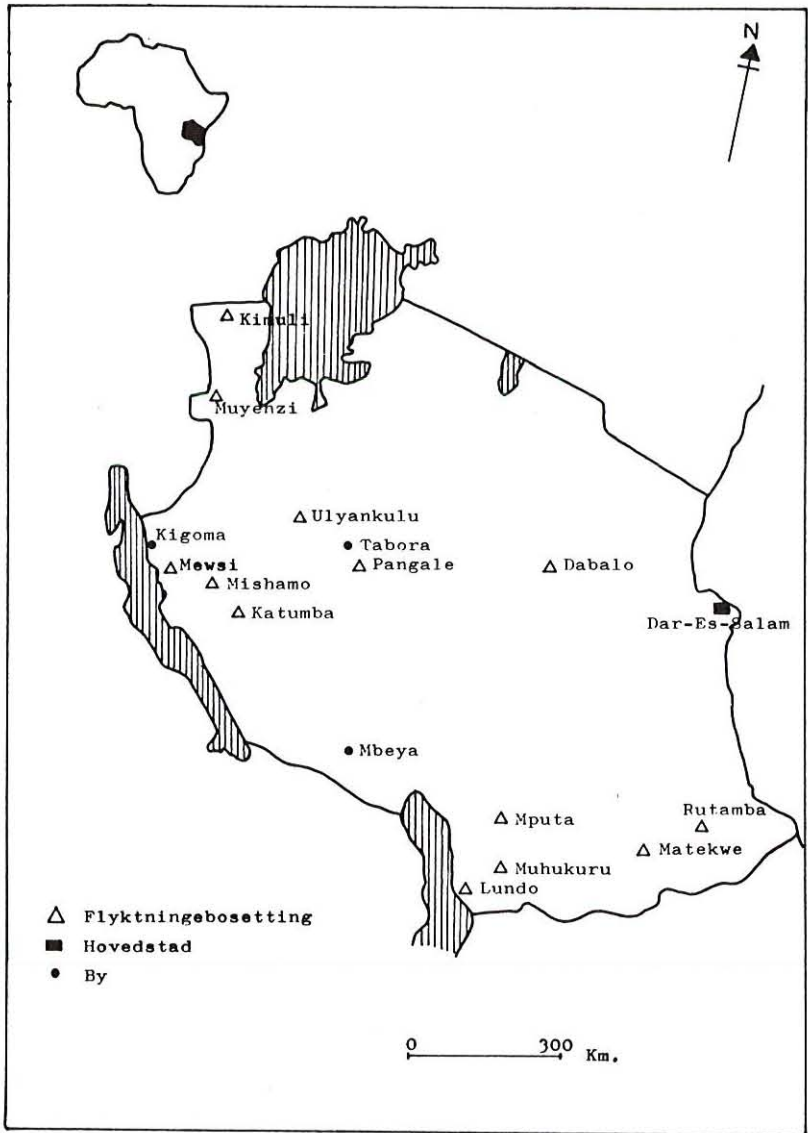 N
Kimuli
Muyenzi
Ulyankulu
Kigoma
Tabora
Mewsi
Pangale
Dabalo
Mishamo
Katumba
Dar-Es-Salam
Mbeya
Mputa
Rutamba
Matekwe
Muhukuru
Lundo
Flyktningebosetting
Hovedstad
By
0 300 Km.